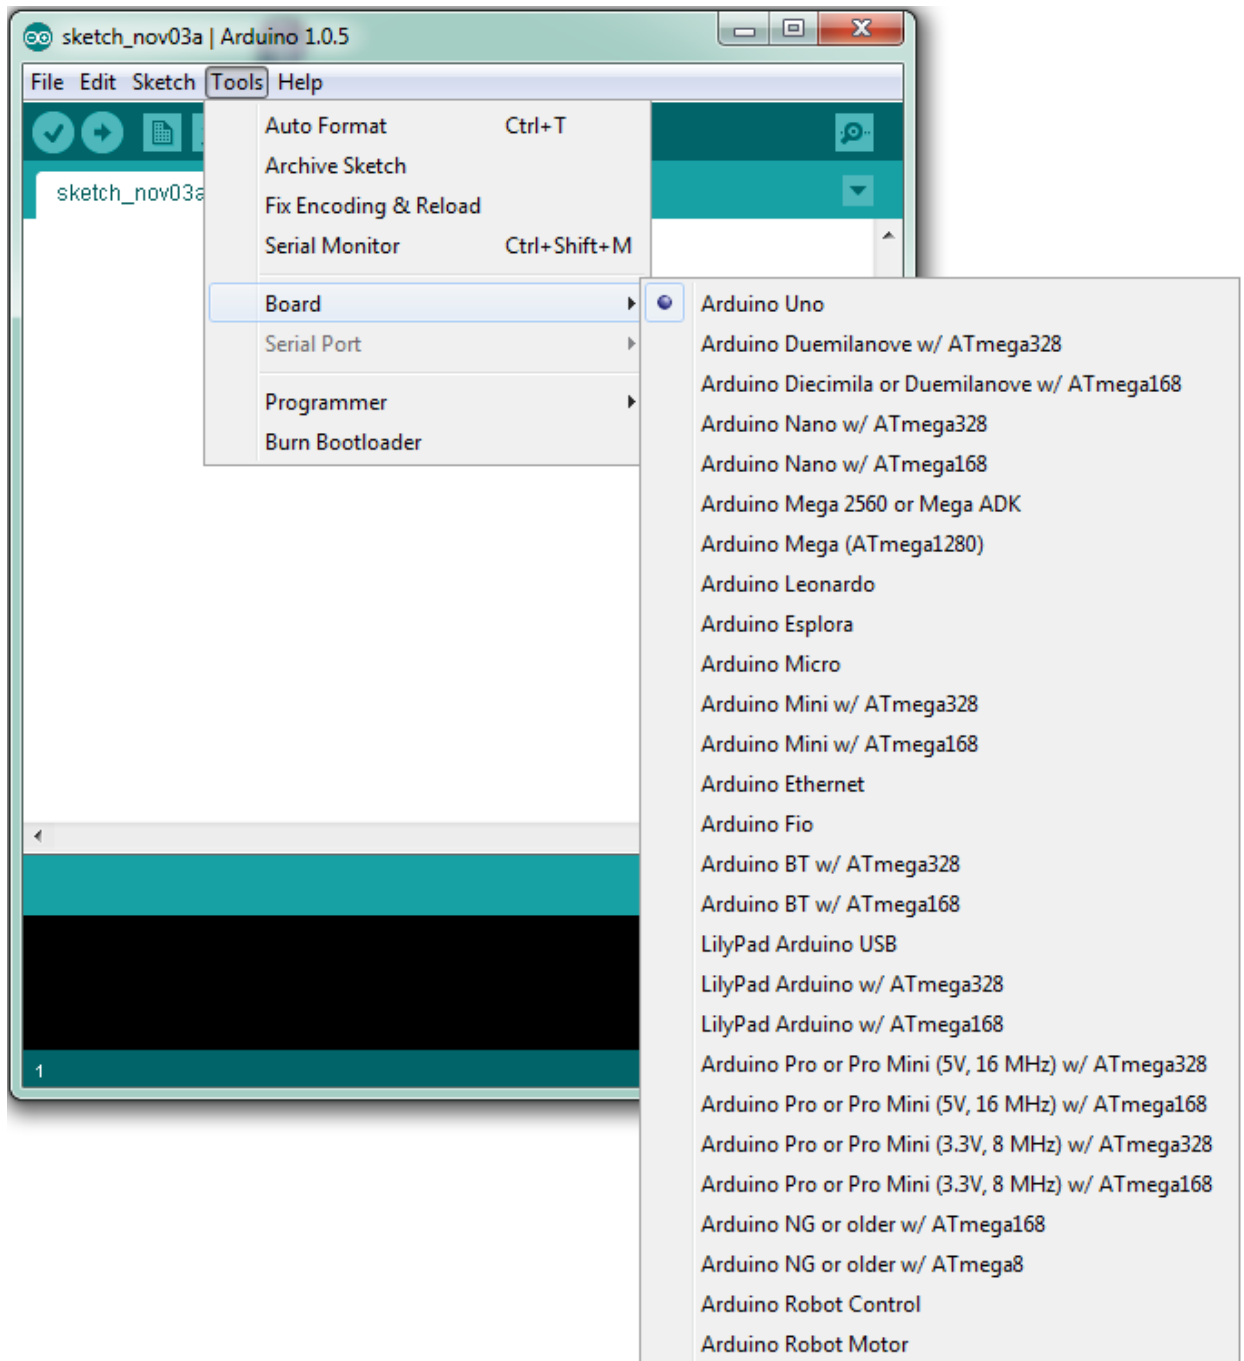 sketch_nov03a | Arduino 1.0.5
File Edit Sketch Tools Help
Auto Format Ctrl+T
Archive Sketch
sketch_nov03a
Fix Encoding & Reload
Serial Monitor Ctrl+Shift+M
Board
Serial Port
Programmer
Burn Bootloader
Arduino Uno
Arduino Duemilanove w/ ATmega328
Arduino Diecimila or Duemilanove w/ ATmega168
Arduino Nano w/ ATmega328
Arduino Nano w/ ATmega168
Arduino Mega 2560 or Mega ADK
Arduino Mega (ATmega1280)
Arduino Leonardo
Arduino Esplora
Arduino Micro
Arduino Mini w/ ATmega328
Arduino Mini w/ ATmega168
Arduino Ethernet
Arduino Fio
Arduino BT w/ ATmega328
Arduino BT w/ ATmega168
LilyPad Arduino USB
LilyPad Arduino w/ ATmega328
LilyPad Arduino w/ ATmega168
Arduino Pro or Pro Mini (5V, 16 MHz) w/ ATmega328
Arduino Pro or Pro Mini (5V, 16 MHz) w/ ATmega168
Arduino Pro or Pro Mini (3.3V, 8 MHz) w/ ATmega328
Arduino Pro or Pro Mini (3.3V, 8 MHz) w/ ATmega168
Arduino NG or older w/ ATmega168
Arduino NG or older w/ ATmega8
Arduino Robot Control
Arduino Robot Motor
1